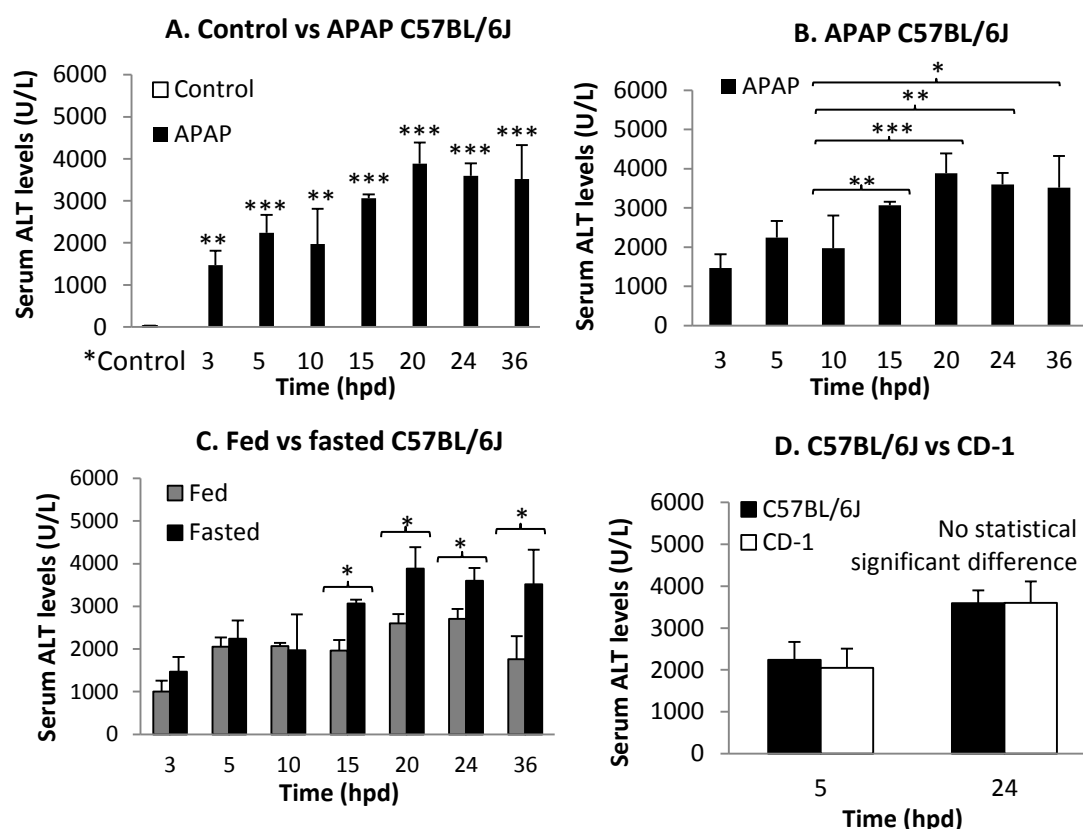 A. Control vs APAP C57BL/6J
Serum ALT levels (U/L)
6000
5000
4000
3000
2000
1000
0
Control
APAP
**
***
**
***
***
***
***
*Control 3 5 10 15 20 24 36
Time (hpd)
B. APAP C57BL/6J
Serum ALT levels (U/L)
6000
5000
4000
3000
2000
1000
0
APAP
*
**
***
**
3 5 10 15 20 24 36
Time (hpd)
C. Fed vs fasted C57BL/6J
Serum ALT levels (U/L)
6000
5000
4000
3000
2000
1000
0
Fed
Fasted
*
*
*
*
3 5 10 15 20 24 36
Time (hpd)
D. C57BL/6J vs CD-1
Serum ALT levels (U/L)
6000
5000
4000
3000
2000
1000
0
C57BL/6J
CD-1
No statistical
significant difference
5 24
Time (hpd)